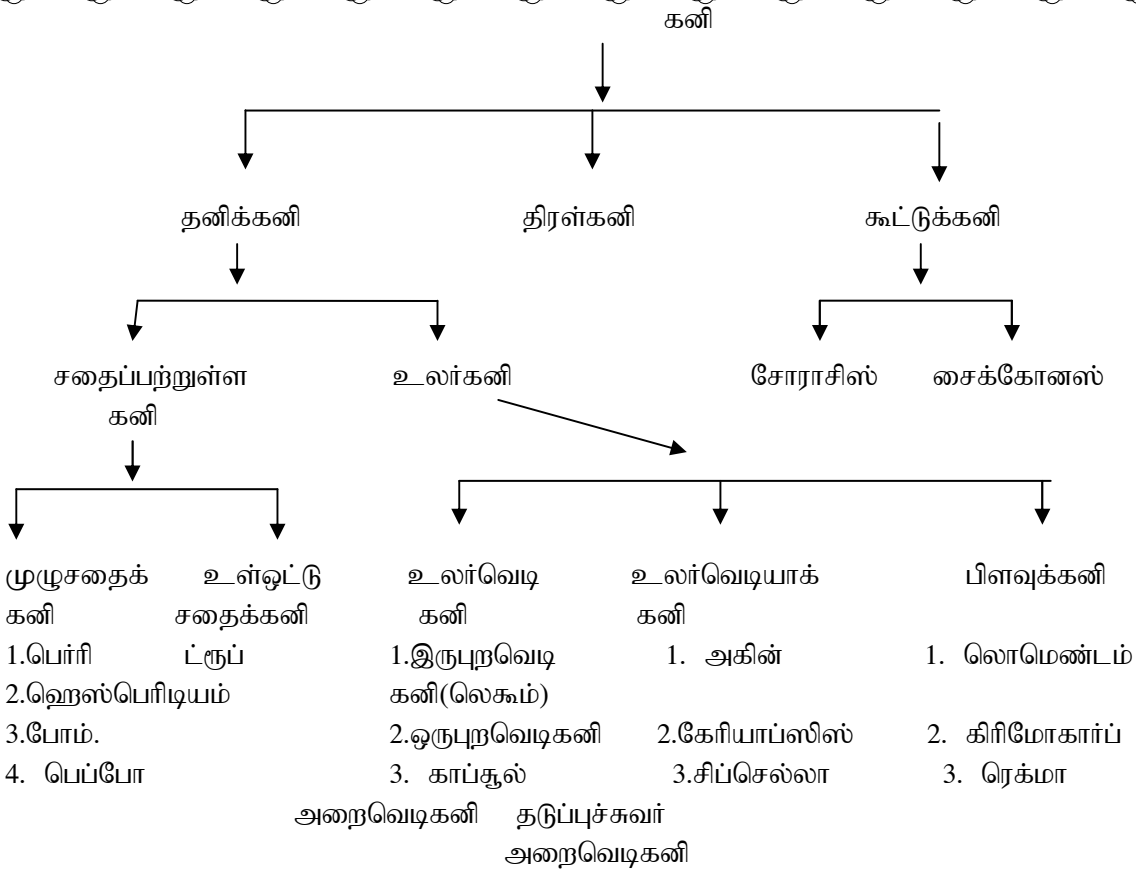 கனி
தனிக்கனி திரள்கனி கூட்டுக்கனி
சதைப்பற்றுள்ள உலர்கனி சோராசிஸ் சைக்கோனஸ்
கனி
முழுசதைக் உள்ஒட்டு உலர்வெடி உலர்வெடியாக் பிளவுக்கனி
கனி சதைக்கனி கனி கனி
1.பெர்ரி ட்ரூப் 1.இருபுறவெடி 1. அகின் 1. லொமெண்டம்
2.ஹெஸ்பெரிடியம் கனி(லெகூம்)
3.போம். 2.ஒருபுறவெடிகனி 2.கேரியாப்ஸிஸ் 2. கிரிமோகார்ப்
4. பெப்போ 3. காப்சூல் 3.சிப்செல்லா 3. ரெக்மா
அறைவெடிகனி தடுப்புச்சுவர்
அறைவெடிகனி